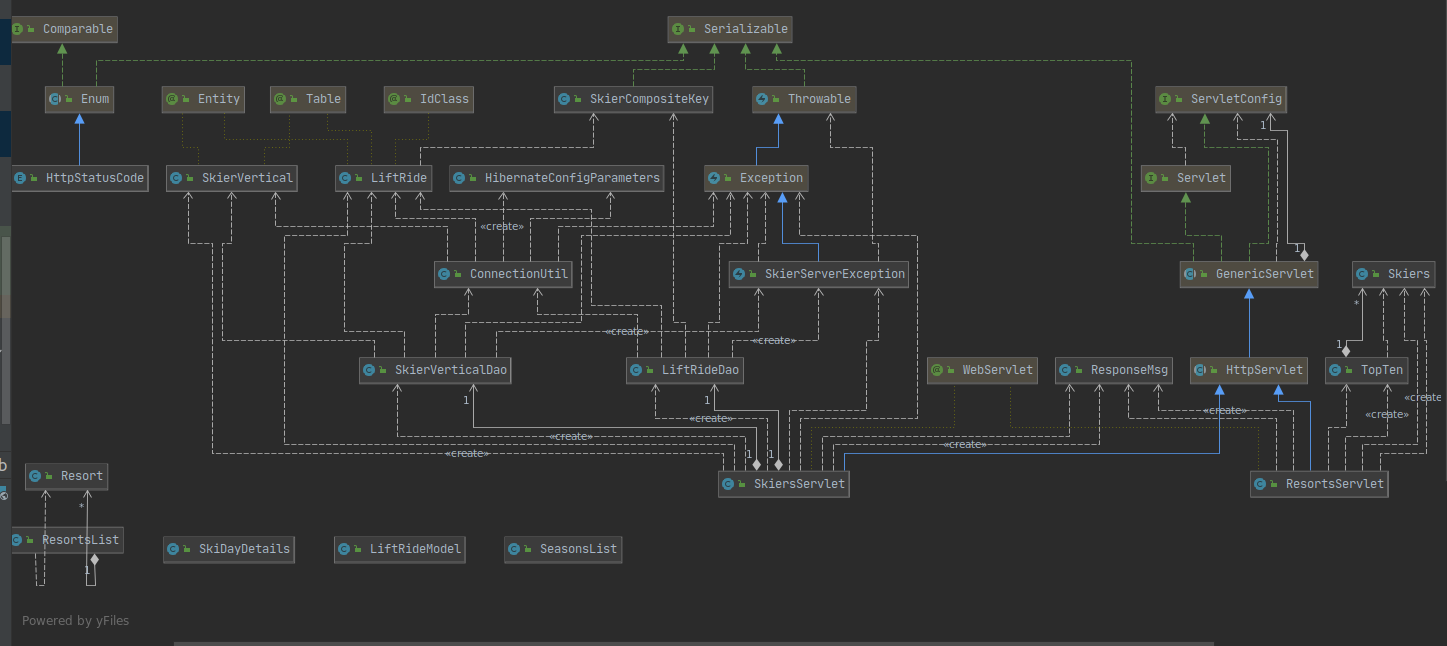 Comparable
Serializable
Enum
Entity
Table
IdClass
SkierCompositeKey
Throwable
ServletConfig
1
HttpStatusCode
SkierVertical
LiftRide
HibernateConfigParameters
Exception
Servlet
«create»
1
ConnectionUtil
SkierServerException
GenericServlet
Skiers
*
«create»
«create»
1
SkierVerticalDao
LiftRideDao
WebServlet
ResponseMsg
HttpServlet
TopTen
1
1
«create»
«create»
«create»
«create
«create»
«create»
«create»
1
1
Resort
SkiersServlet
ResortsServlet
*
ResortsList
SkiDayDetails
LiftRideModel
SeasonsList
1
Powered by yFiles